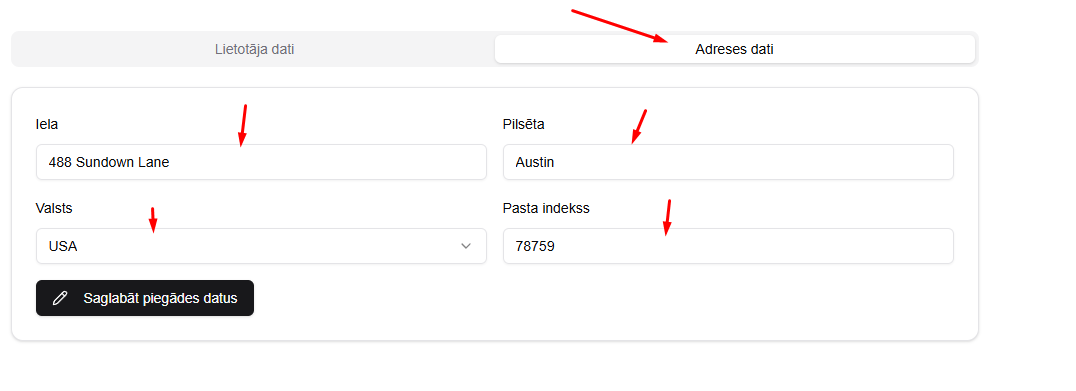 Lietotāja dati
Adreses dati
Iela
Pilsēta
488 Sundown Lane
Austin
Valsts
Pasta indekss
USA
78759
Saglabāt piegādes datus